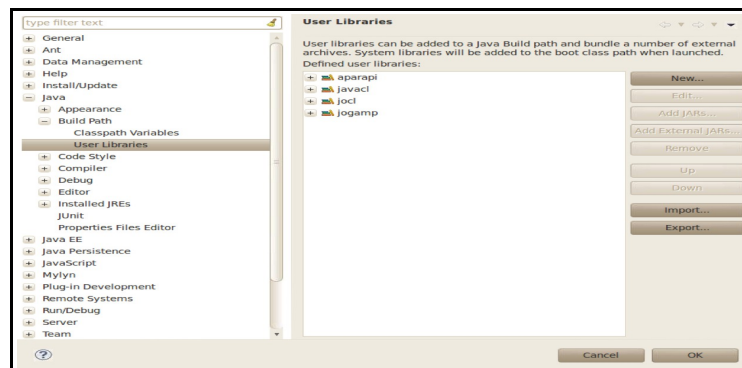 type filter text
General
Ant
Data Management
Help
Install/Update
Java
Appearance
Build Path
Classpath Variables
User Libraries
Code Style
Compiler
Debug
Editor
Installed JREs
JUnit
Properties Files Editor
Java EE
Java Persistence
JavaScript
Mylyn
Plug-in Development
Remote Systems
Run/Debug
Server
Team
User Libraries
User libraries can be added to a Java Build path and bundle a number of external
archives. System libraries will be added to the boot class path when launched.
Defined user libraries:
aparapi
javacl
jocl
jogamp
New...
Edit...
Add JARs...
Add External JARs...
Remove
Up
Down
Import...
Export...
Cancel
OK